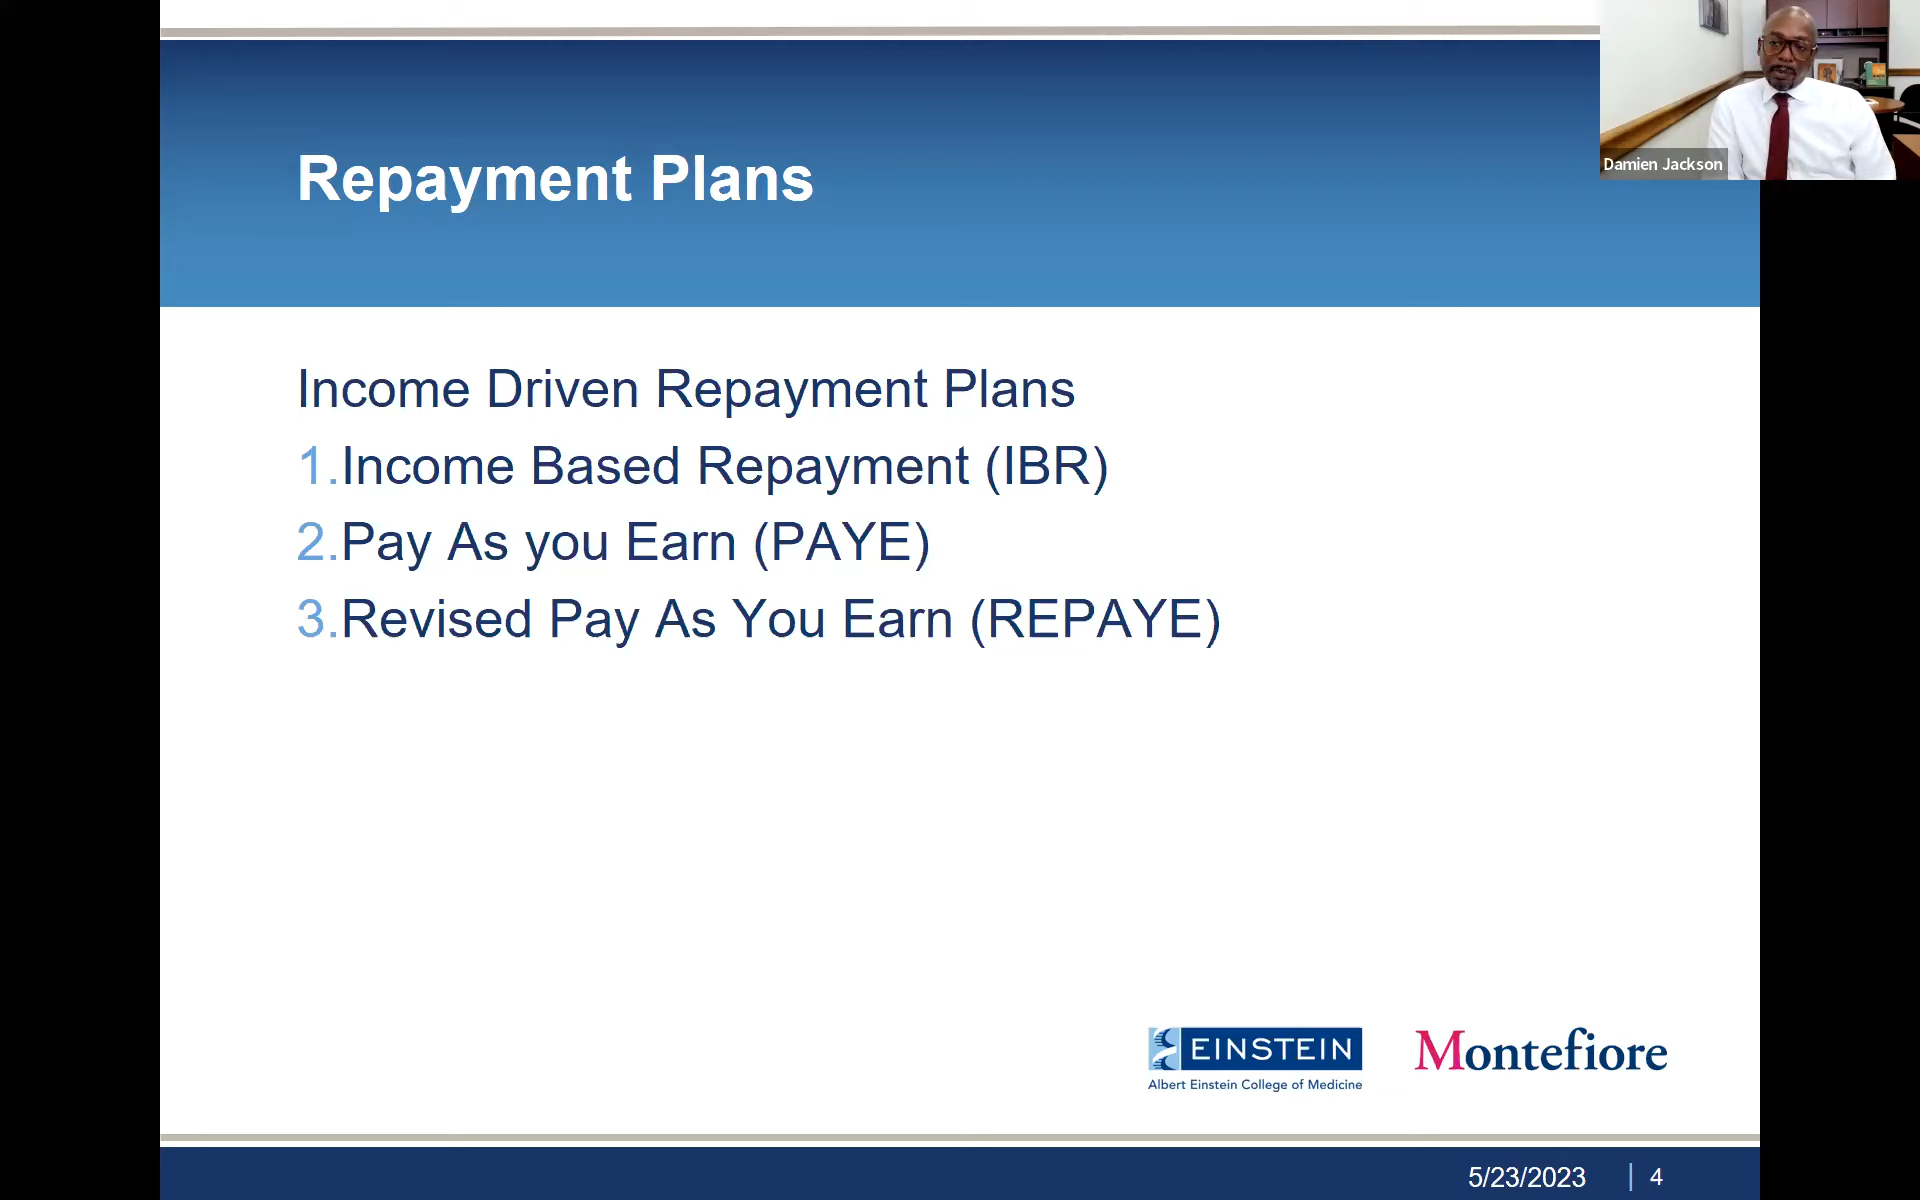 Repayment Plans
Damien Jackson
Income Driven Repayment Plans
1.Income Based Repayment (IBR)
2.Pay As you Earn (PAYE)
3.Revised Pay As You Earn (REPAYE)
EINSTEIN
Albert Einstein College of Medicine
Montefiore
5/23/2023 | 4